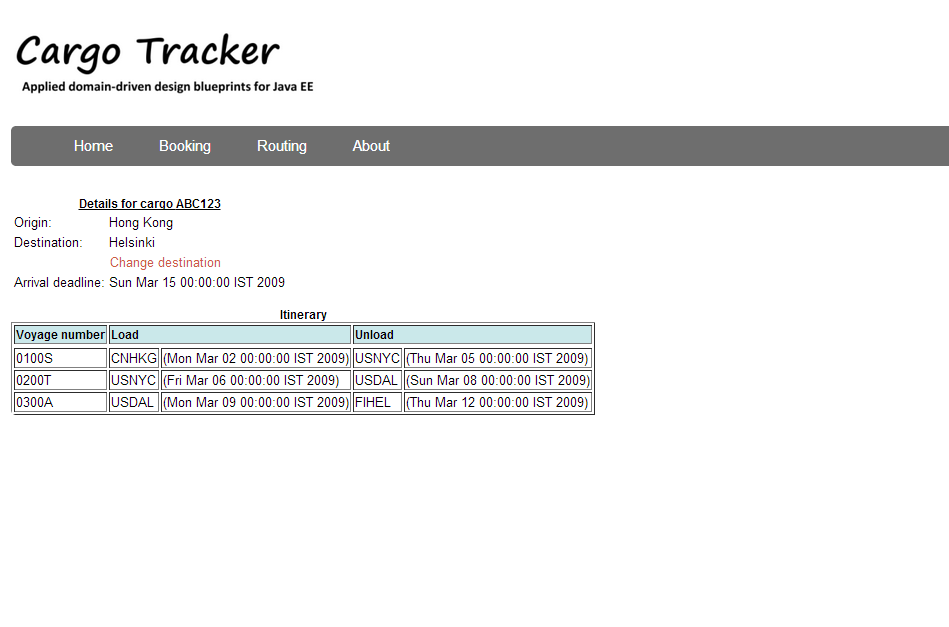 Cargo Tracker
Applied domain-driven design blueprints for Java EE
Home Booking Routing About
Details for cargo ABC123
Origin: Hong Kong
Destination: Helsinki
Change destination
Arrival deadline: Sun Mar 15 00:00:00 IST 2009
Itinerary
Voyage number Load Unload
0100S CNHKG (Mon Mar 02 00:00:00 IST 2009) USNYC (Thu Mar 05 00:00:00 IST 2009)
0200T USNYC (Fri Mar 06 00:00:00 IST 2009) USDAL (Sun Mar 08 00:00:00 IST 2009)
0300A USDAL (Mon Mar 09 00:00:00 IST 2009) FIHEL (Thu Mar 12 00:00:00 IST 2009)